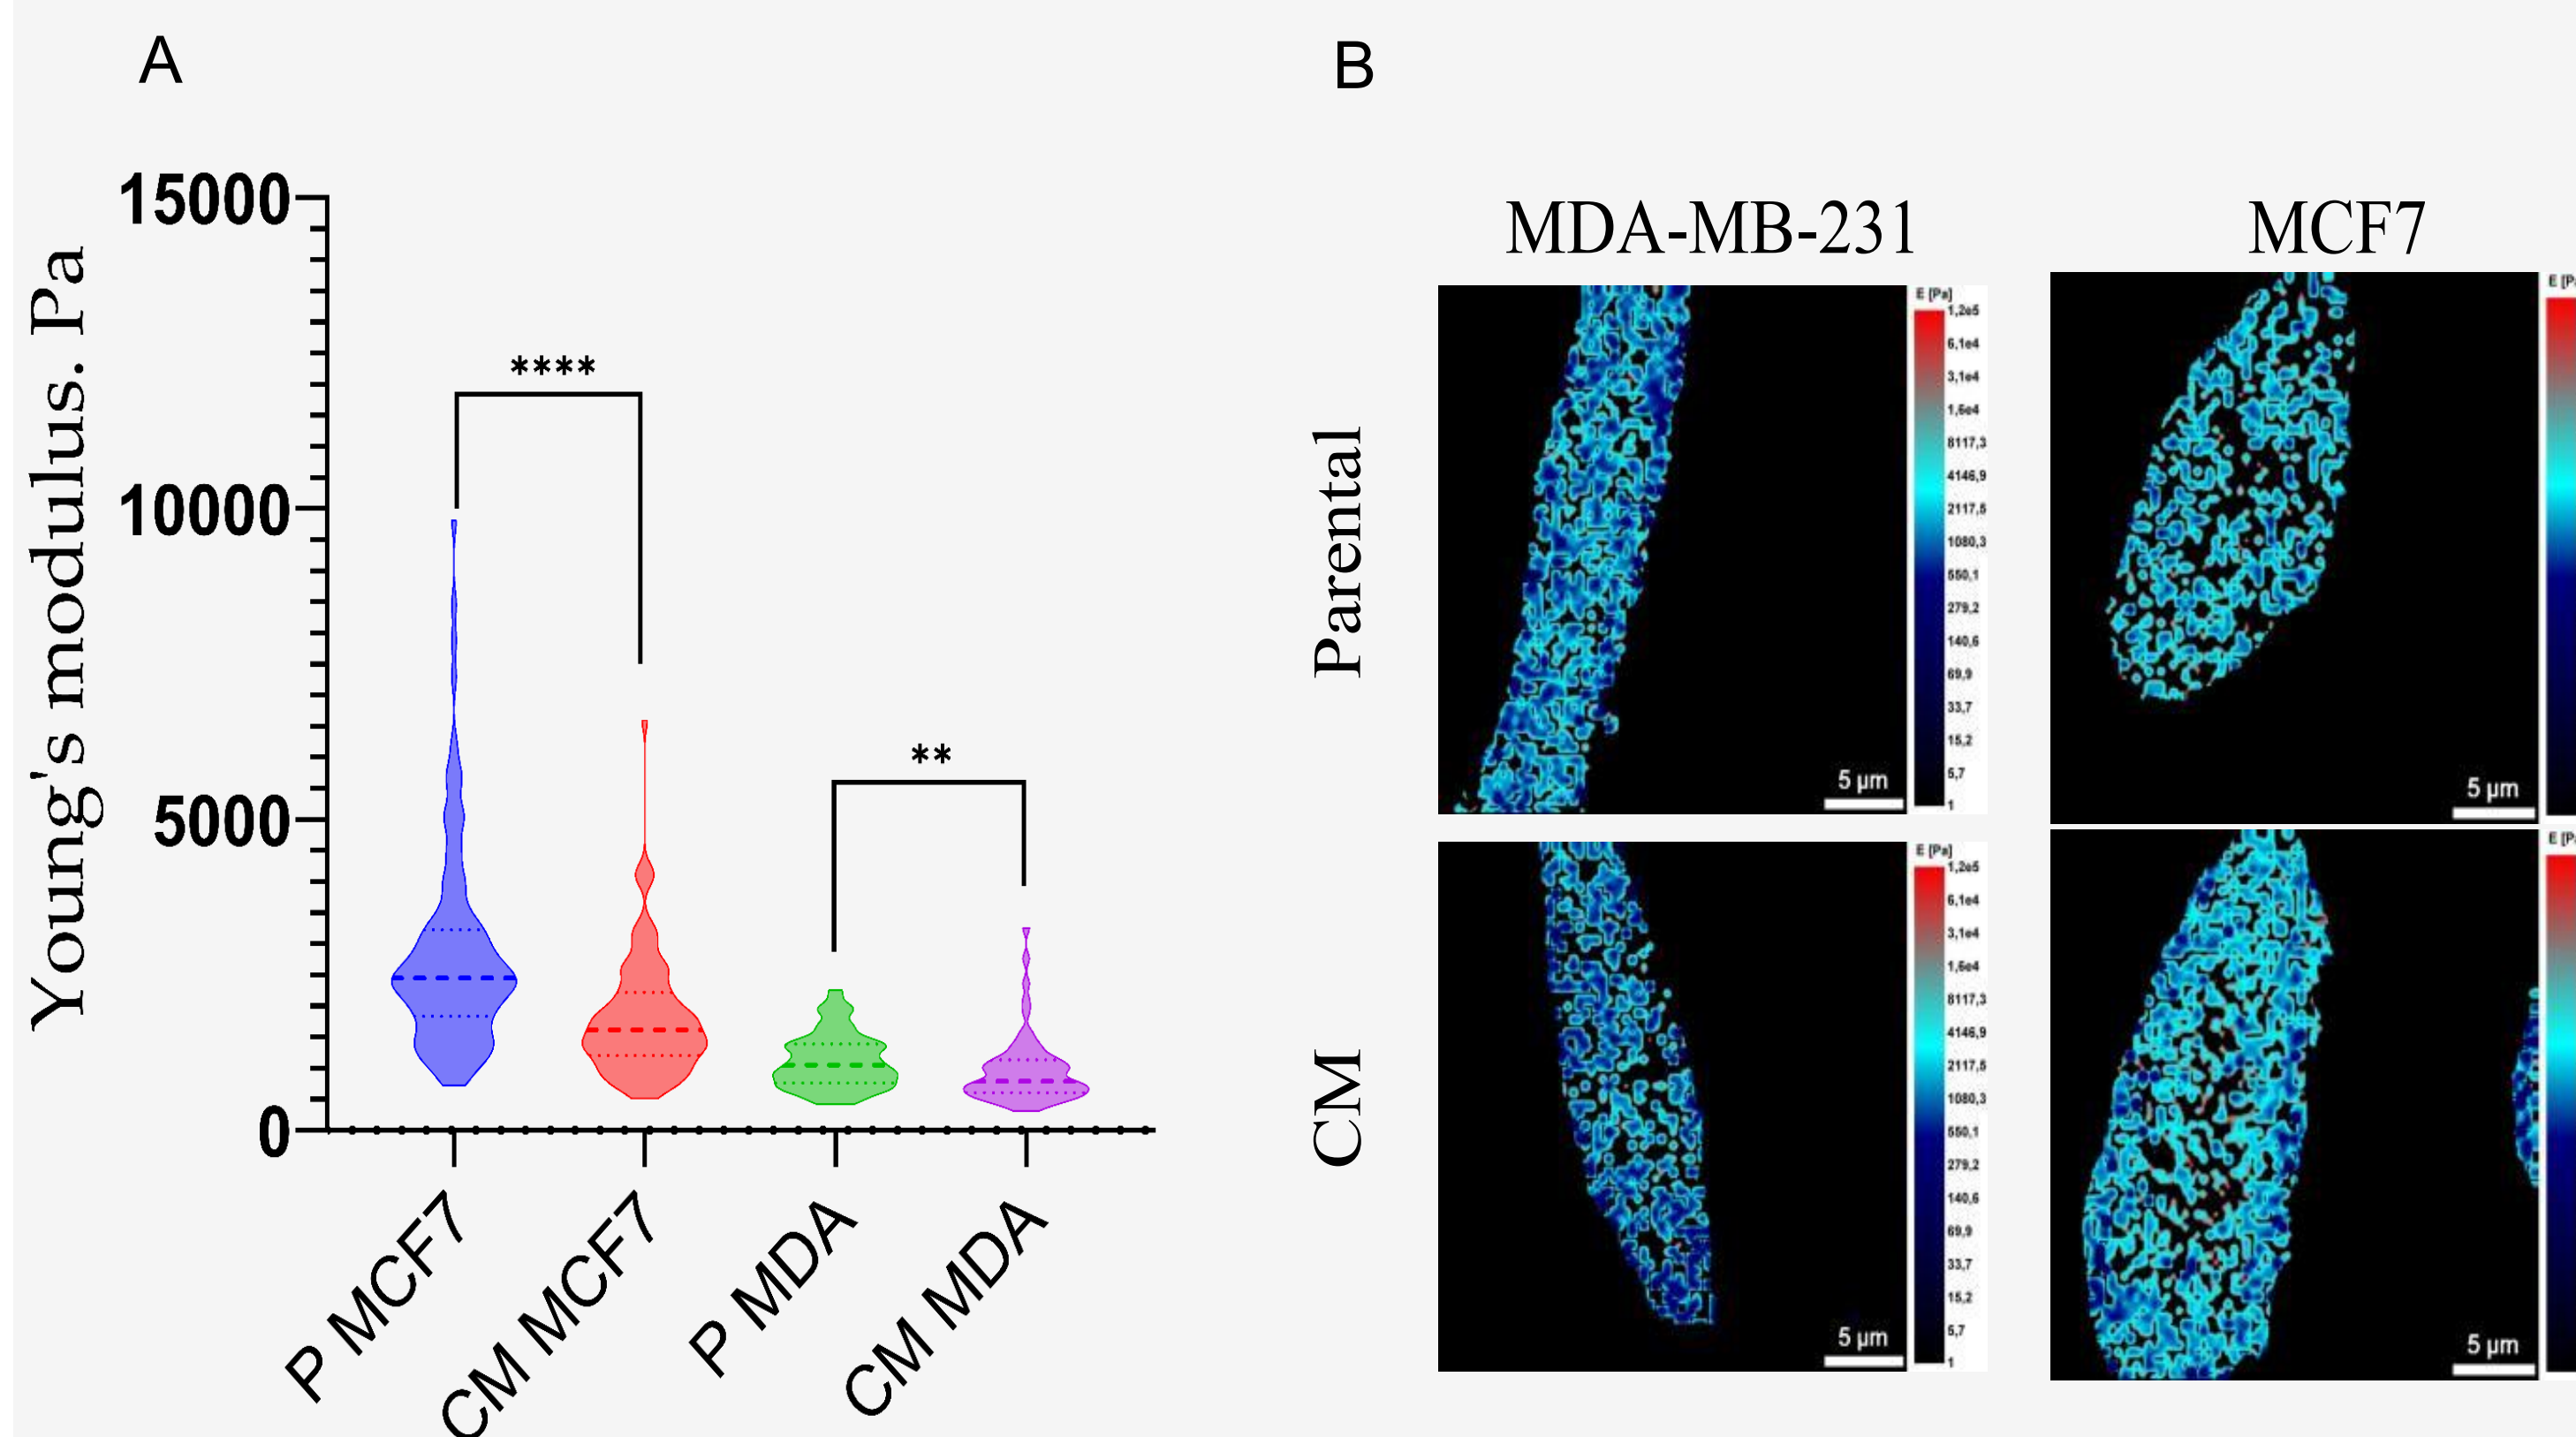 A
B
Young's modulus. Pa
15000
10000
5000
0
****
**
P MCF7
CM MCF7
P MDA
CM MDA
MDA-MB-231
MCF7
Parental
CM
E [Pa]
1,2e5
6,1e4
3,1e4
1,6e4
8117,3
4146,9
2117,5
1080,3
550,1
279,2
140,6
69,9
33,7
15,2
5,7
1
5 µm
E [P
5 µm
E [Pa]
1,2e5
6,1e4
3,1e4
1,6e4
8117,3
4146,9
2117,5
1080,3
550,1
279,2
140,6
69,9
33,7
15,2
5,7
1
5 µm
E [P
5 µm